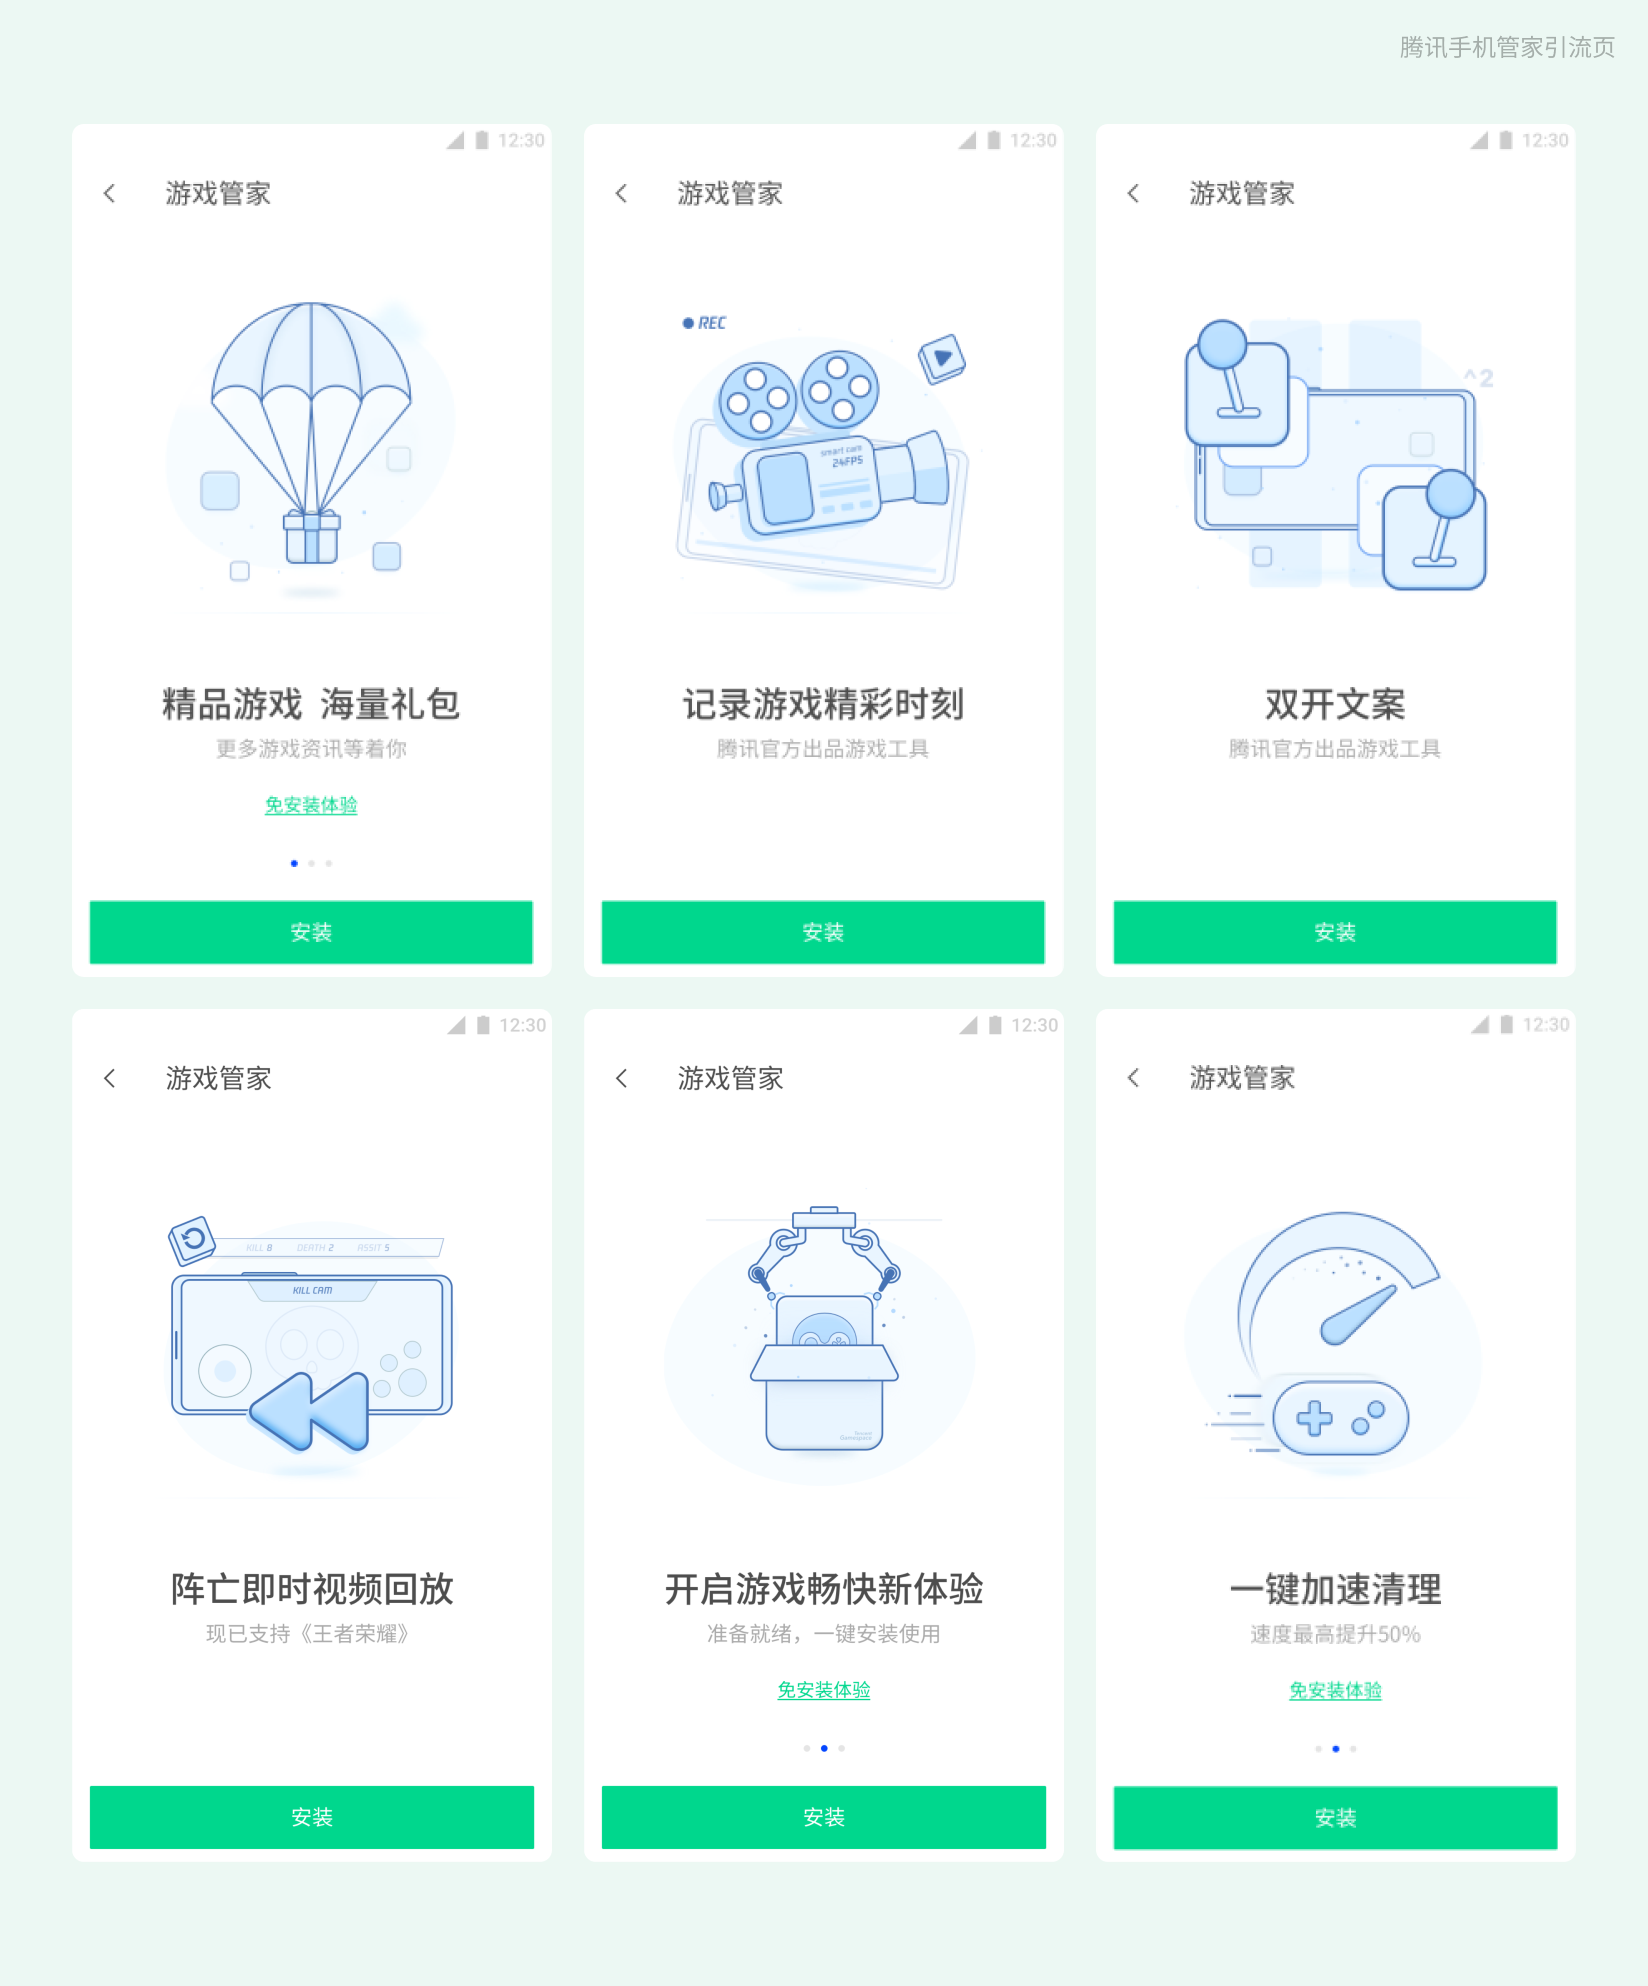 腾讯手机管家引流页
12:30
游戏管家
REC
smart care
24FPS
精品游戏 海量礼包
更多游戏资讯等着你
免安装体验
安装
12:30
游戏管家
记录游戏精彩时刻
腾讯官方出品游戏工具
安装
12:30
游戏管家
^2
双开文案
腾讯官方出品游戏工具
安装
12:30
游戏管家
KILL 8 DEATH 2 ASSIT 5
KILL CAM
阵亡即时视频回放
现已支持《王者荣耀》
安装
12:30
游戏管家
Tencent
Gamespace
开启游戏畅快新体验
准备就绪，一键安装使用
免安装体验
安装
12:30
游戏管家
一键加速清理
速度最高提升50%
免安装体验
安装